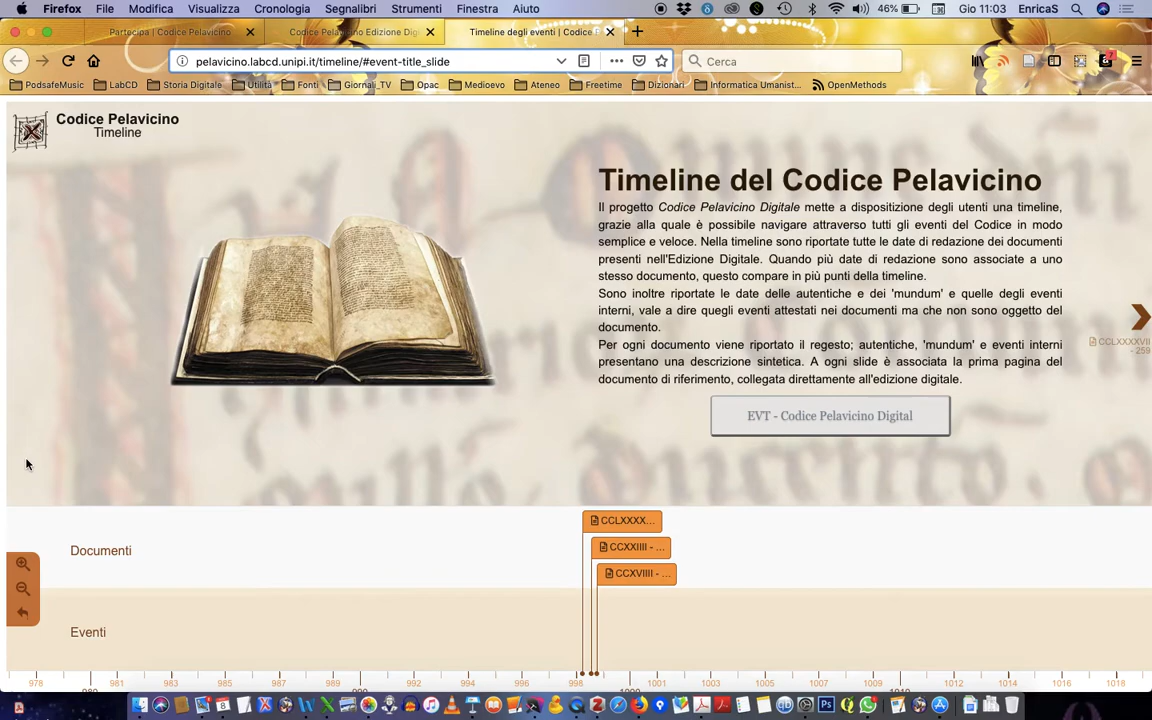 Firefox File Modifica Visualizza Cronologia Segnalibri Strumenti Finestra Aiuto 46% Gio 11:03 EnricaS
Partecipa | Codice Pelavicino Codice Pelavicino Edizione Dig Timeline degli eventi | Codice P
pelavicino.labcd.unipi.it/timeline/#event-title_slide Cerca
PodsafeMusic LabCD Storia Digitale Utilità Fonti Giornali_TV Opac Medioevo Ateneo Freetime Dizionari Informatica Umanist... OpenMethods
Codice Pelavicino
Timeline
Timeline del Codice Pelavicino
Il progetto Codice Pelavicino Digitale mette a disposizione degli utenti una timeline,
grazie alla quale è possibile navigare attraverso tutti gli eventi del Codice in modo
semplice e veloce. Nella timeline sono riportate tutte le date di redazione dei documenti
presenti nell'Edizione Digitale. Quando più date di redazione sono associate a uno
stesso documento, questo compare in più punti della timeline.
Sono inoltre riportate le date delle autentiche e dei 'mundum' e quelle degli eventi
interni, vale a dire quegli eventi attestati nei documenti ma che non sono oggetto del
documento.
Per ogni documento viene riportato il regesto; autentiche, 'mundum' e eventi interni
presentano una descrizione sintetica. A ogni slide è associata la prima pagina del
documento di riferimento, collegata direttamente all'edizione digitale.
CCLXXXXVII
- 259
EVT - Codice Pelavicino Digital
CCLXXXX...
CCXXIIII - ...
CCXVIIII - ...
Documenti
Eventi
978 981 983 985 987 989 992 994 996 998 1001 1003 1005 1007 1009 1012 1014 1016 1018